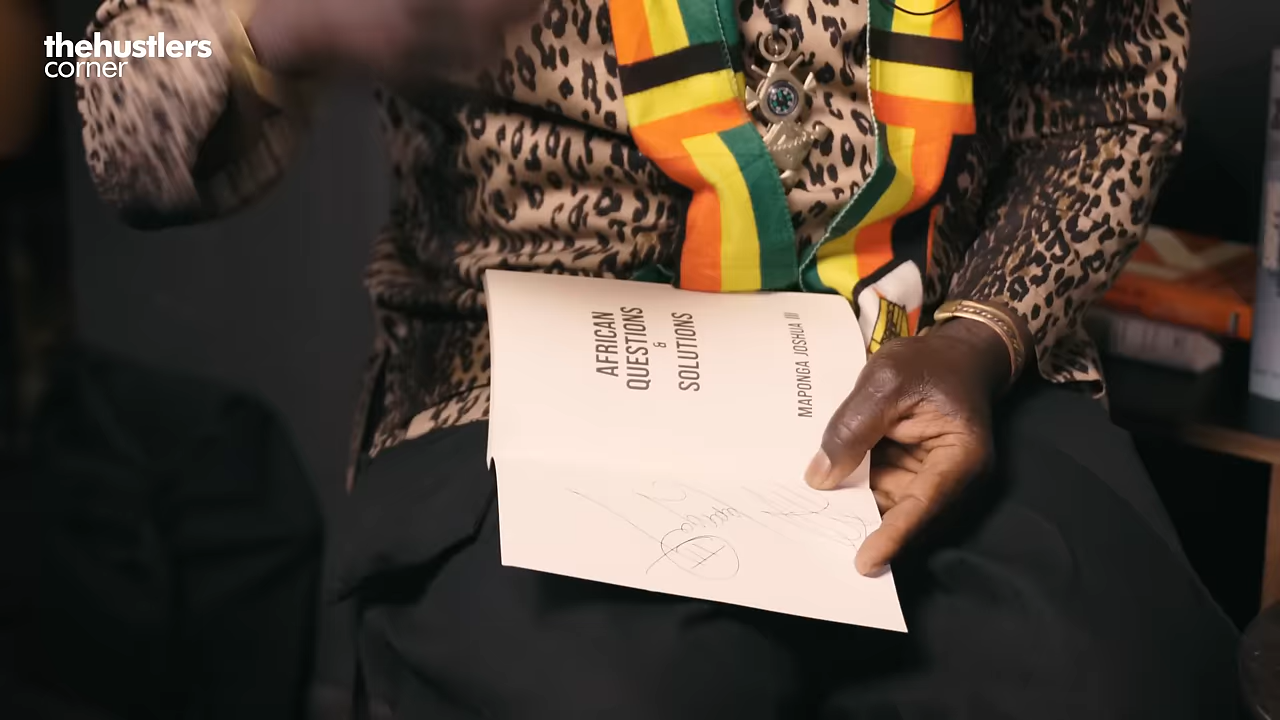 thehustlers
corner
AFRICAN
QUESTIONS
&
SOLUTIONS
MAPONGA JOSHUA III